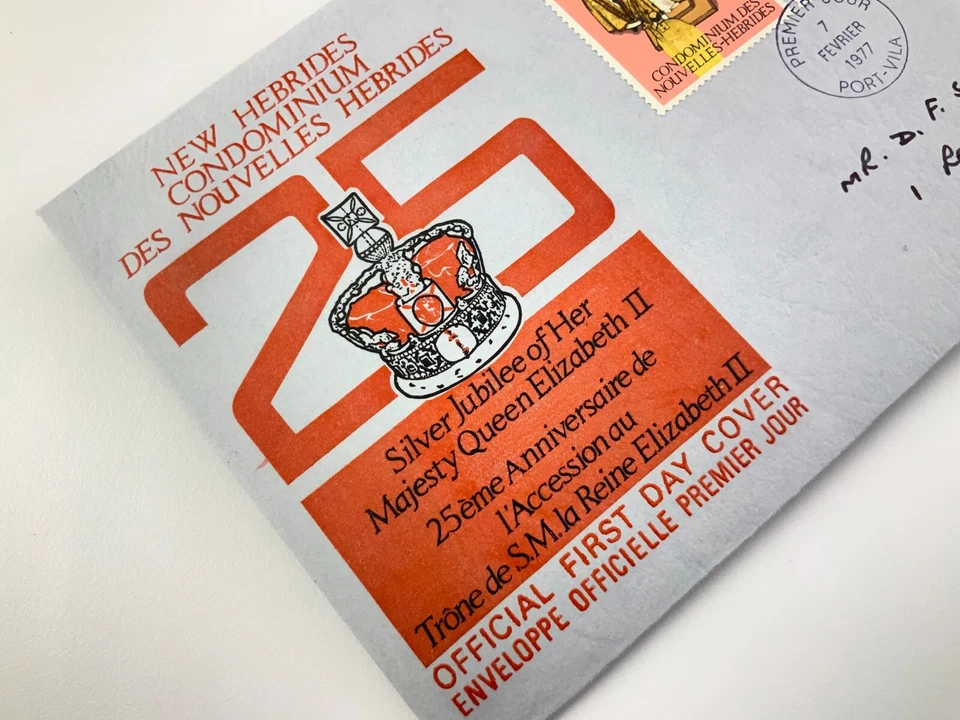 NEW HEBRIDES
CONDOMINIUM
DES NOUVELLES HEBRIDES
25
Silver Jubilee of Her
Majesty Queen Elizabeth II
25ème Anniversaire de
l'Accession au
Trône de S.M. la Reine Elizabeth II
OFFICIAL FIRST DAY COVER
ENVELOPPE OFFICIELLE PREMIER JOUR
CONDOMINIUM DES
NOUVELLES-HEBRIDES
PREMIER JOUR
7
FEVRIER
1977
PORT-VILA
MR. D. F.
1